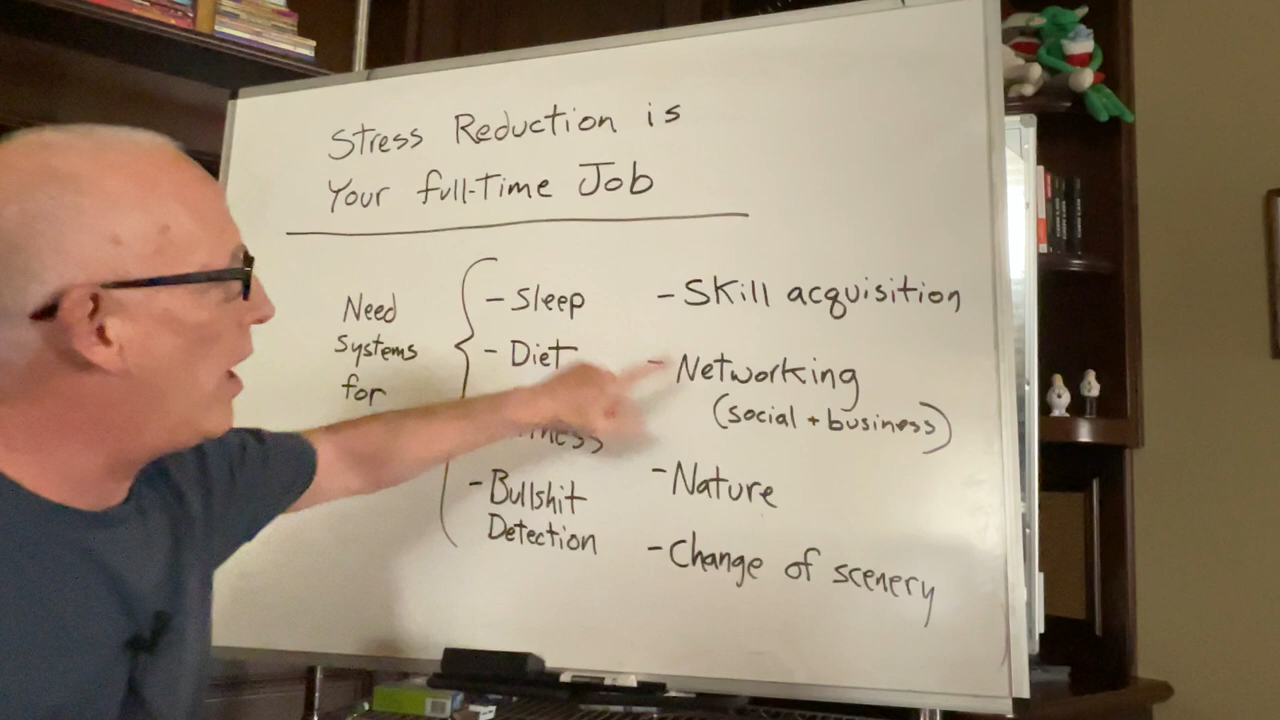 Stress Reduction is
Your full-Time Job
Need
Systems
for
- Sleep
- Diet
- Bullshit
Detection
- Skill acquisition
- Networking
(social + business)
- Nature
- Change of scenery